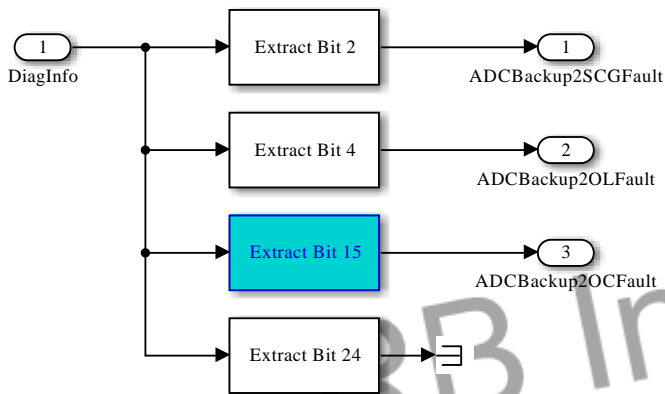 1
DiagInfo
Extract Bit 2
1
ADCBackup2SCGFault
Extract Bit 4
2
ADCBackup2OLFault
Extract Bit 15
3
ADCBackup2OCFault
Extract Bit 24